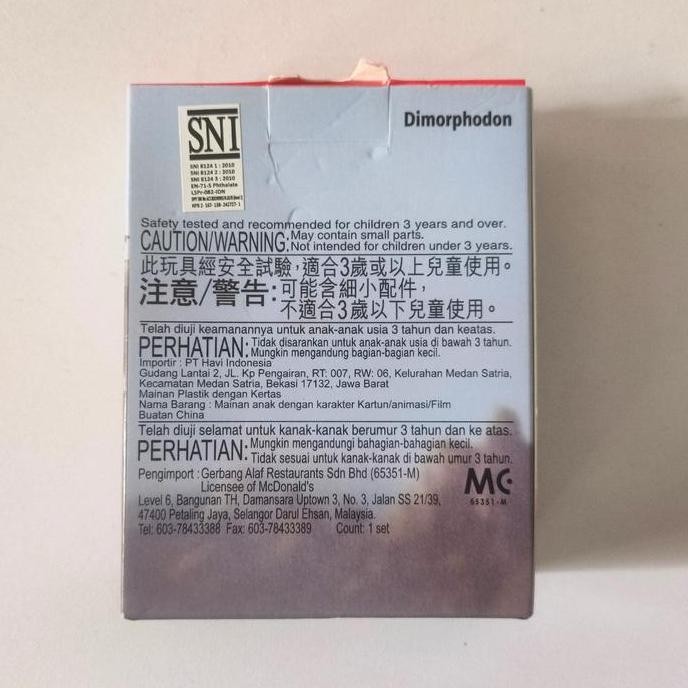 Dimorphodon
SNI
SNI 8124 1 : 2010
SNI 8124 2 : 2010
SNI 8124 3 : 2010
EN-71-5 Phthalate
LSPr-082-IDN
Safety tested and recommended for children 3 years and over.
CAUTION/WARNING: May contain small parts.
Not intended for children under 3 years.
此玩具經安全試驗，適合3歲或以上兒童使用。
注意/警告: 可能含細小配件，
不適合3歲以下兒童使用。
Telah diuji keamanannya untuk anak-anak usia 3 tahun dan keatas.
PERHATIAN: Tidak disarankan untuk anak-anak usia di bawah 3 tahun.
Mungkin mengandung bagian-bagian kecil.
Importir : PT Havi Indonesia
Gudang Lantai 2, JL. Kp Pengairan, RT: 007, RW: 06, Kelurahan Medan Satria,
Kecamatan Medan Satria, Bekasi 17132, Jawa Barat
Mainan Plastik dengan Kertas
Nama Barang : Mainan anak dengan karakter Kartun/animasi/Film
Buatan China
Telah diuji selamat untuk kanak-kanak berumur 3 tahun dan ke atas.
PERHATIAN: Mungkin mengandungi bahagian-bahagian kecil.
Tidak sesuai untuk kanak-kanak di bawah umur 3 tahun.
Pengimport : Gerbang Alaf Restaurants Sdn Bhd (65351-M)
Licensee of McDonald's
Level 6, Bangunan TH, Damansara Uptown 3, No. 3, Jalan SS 21/39,
47400 Petaling Jaya, Selangor Darul Ehsan, Malaysia.
Tel: 603-78433388 Fax: 603-78433389 Count: 1 set
MC
65351-M